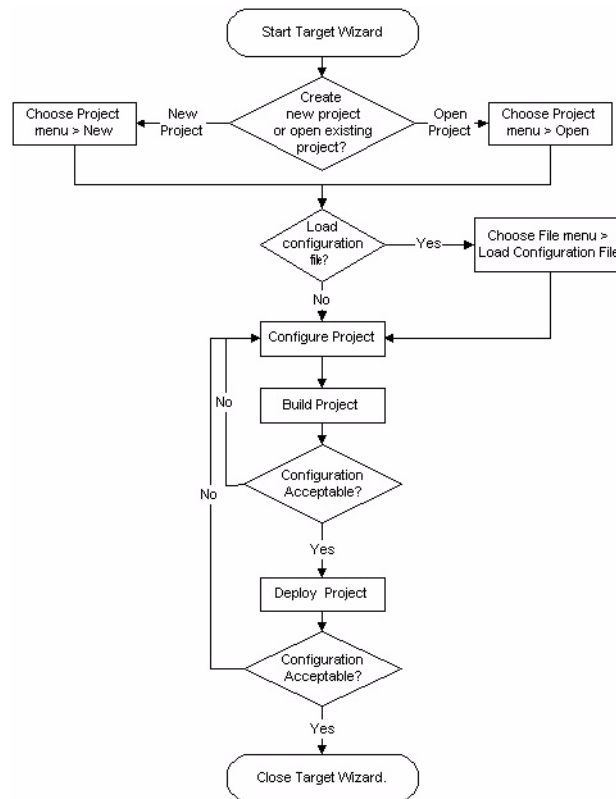 Start Target Wizard
Create
new project
or open existing
project?
New
Project
Choose Project
menu > New
Open
Project
Choose Project
menu > Open
Load
configuration
file?
Yes
Choose File menu >
Load Configuration File
No
Configure Project
Build Project
No
Configuration
Acceptable?
No
Yes
Deploy Project
Configuration
Acceptable?
Yes
Close Target Wizard.